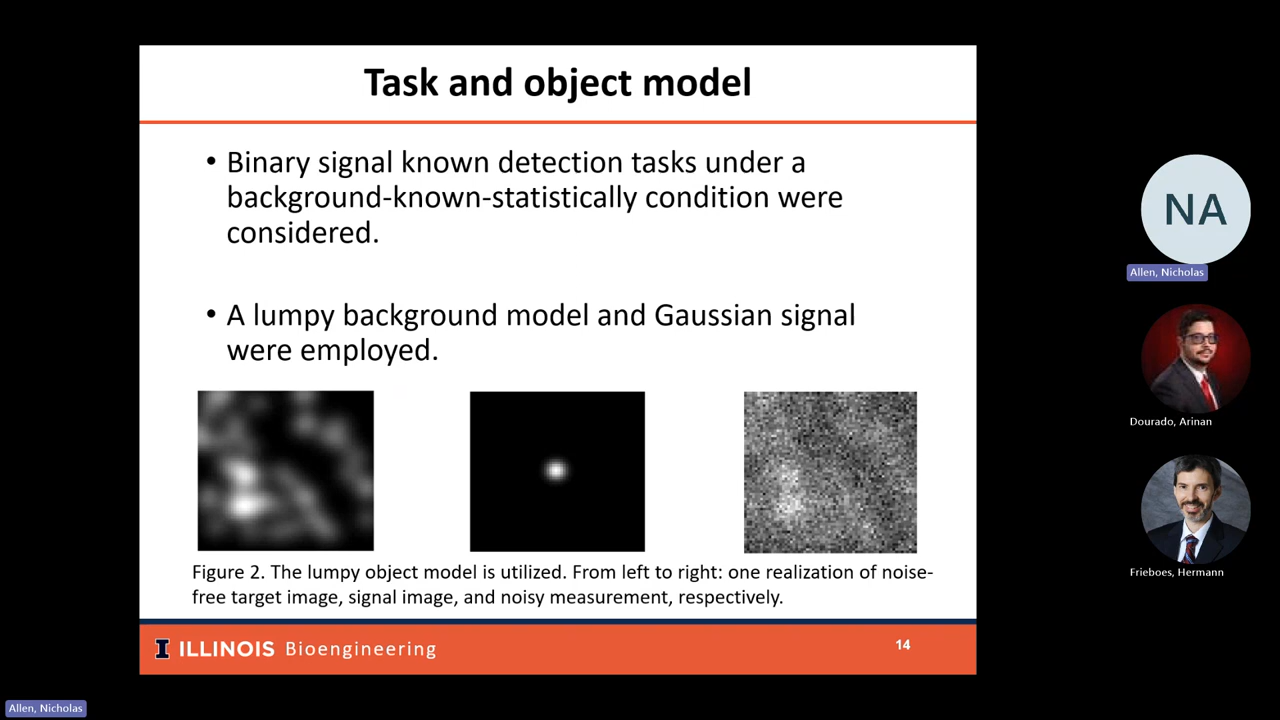 Task and object model
• Binary signal known detection tasks under a
background-known-statistically condition were
considered.
• A lumpy background model and Gaussian signal
were employed.
Figure 2. The lumpy object model is utilized. From left to right: one realization of noise-
free target image, signal image, and noisy measurement, respectively.
I ILLINOIS Bioengineering
14
NA
Allen, Nicholas
Dourado, Arinan
Frieboes, Hermann
Allen, Nicholas